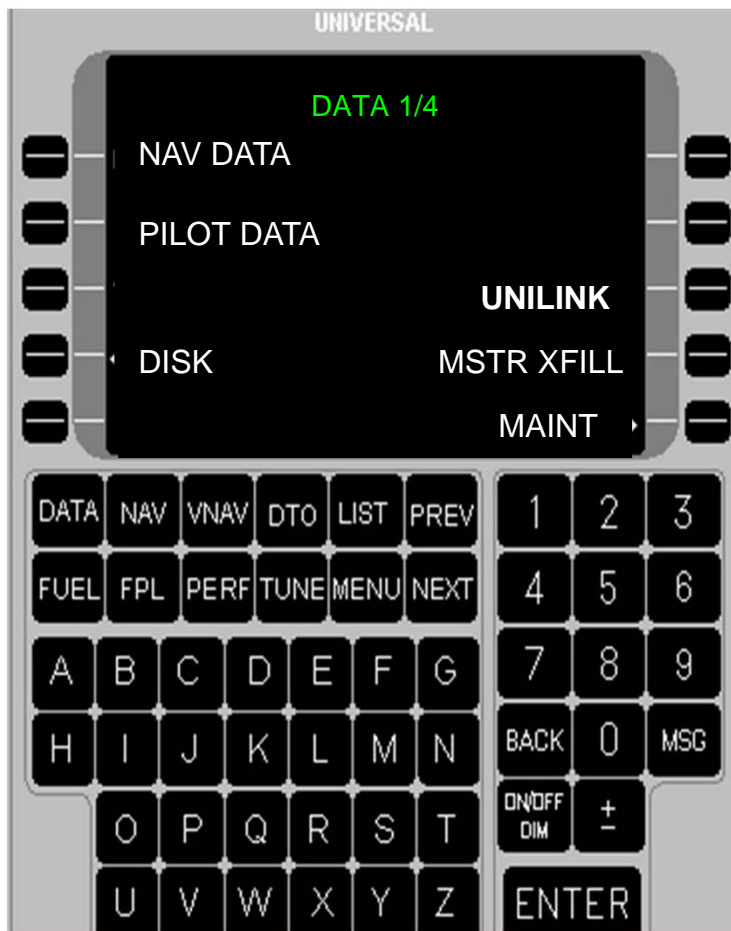 UNIVERSAL
DATA 1/4
NAV DATA
PILOT DATA
UNILINK
DISK MSTR XFILL
MAINT
DATA NAV VNAV DTO LIST PREV 1 2 3
FUEL FPL PERF TUNE MENU NEXT 4 5 6
A B C D E F G 7 8 9
H I J K L M N BACK 0 MSG
O P Q R S T ON/OFF DIM ±
U V W X Y Z ENTER